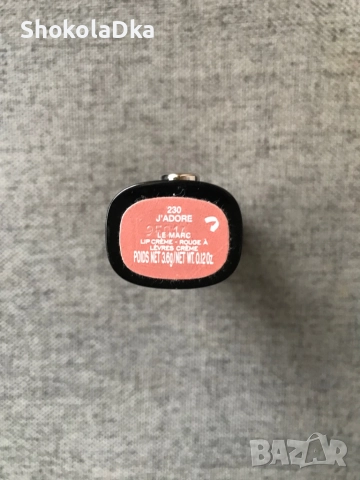 ShokolaDka
230
J'ADORE
LE MARC
LIP CRÈME - ROUGE À
LÈVRES CRÈME
POIDS NET 3.6g/NET WT. 0.12 Oz.
BAZAR